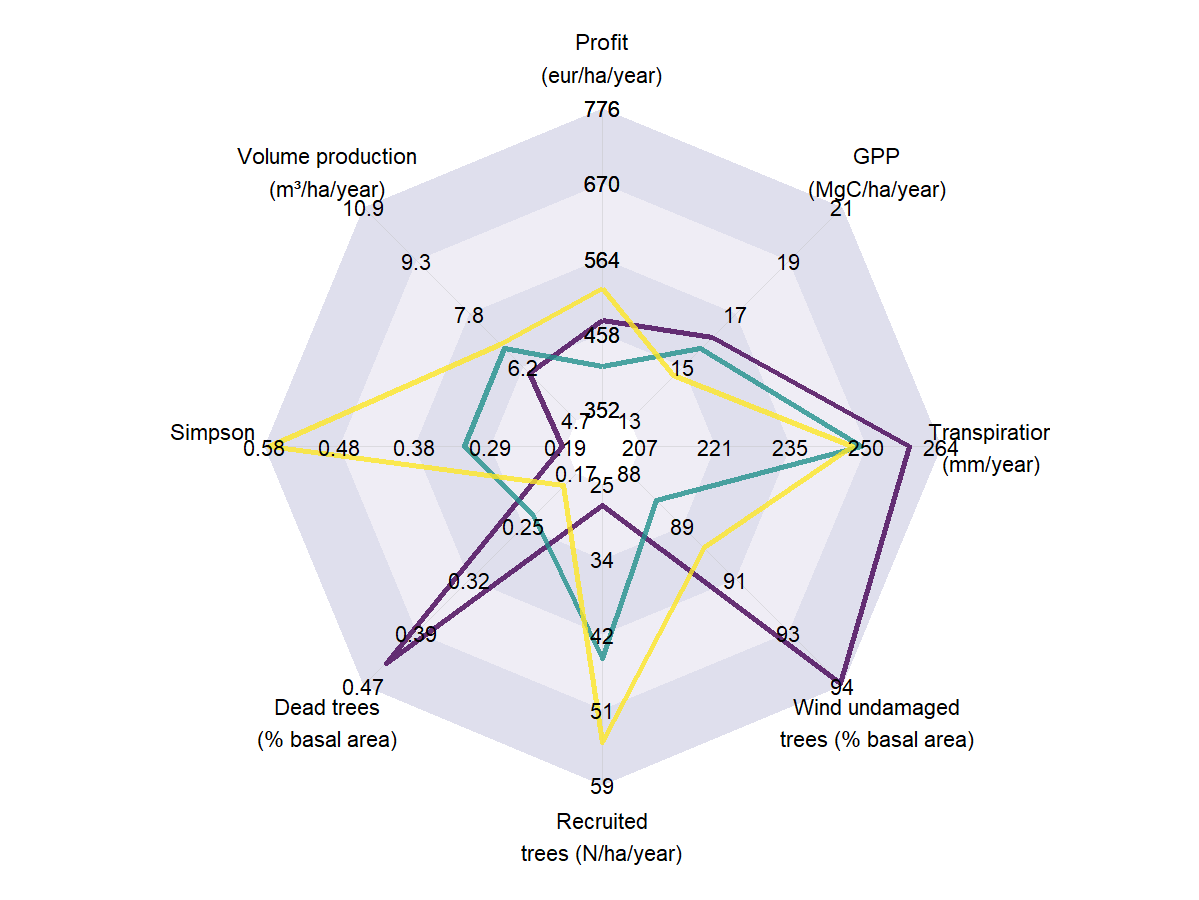 Profit
(eur/ha/year)
776
Volume production
(m³/ha/year)
10.9
GPP
(MgC/ha/year)
21
670
9.3
564
19
7.8
17
458
6.2
15
352
4.7
13
Simpson
0.58
0.48
0.38
0.29
0.19
207
221
235
250
264
Transpiratior
(mm/year)
0.17
25
88
0.25
89
34
0.32
91
0.39
42
93
0.47
Dead trees
(% basal area)
94
Wind undamaged
trees (% basal area)
51
59
Recruited
trees (N/ha/year)